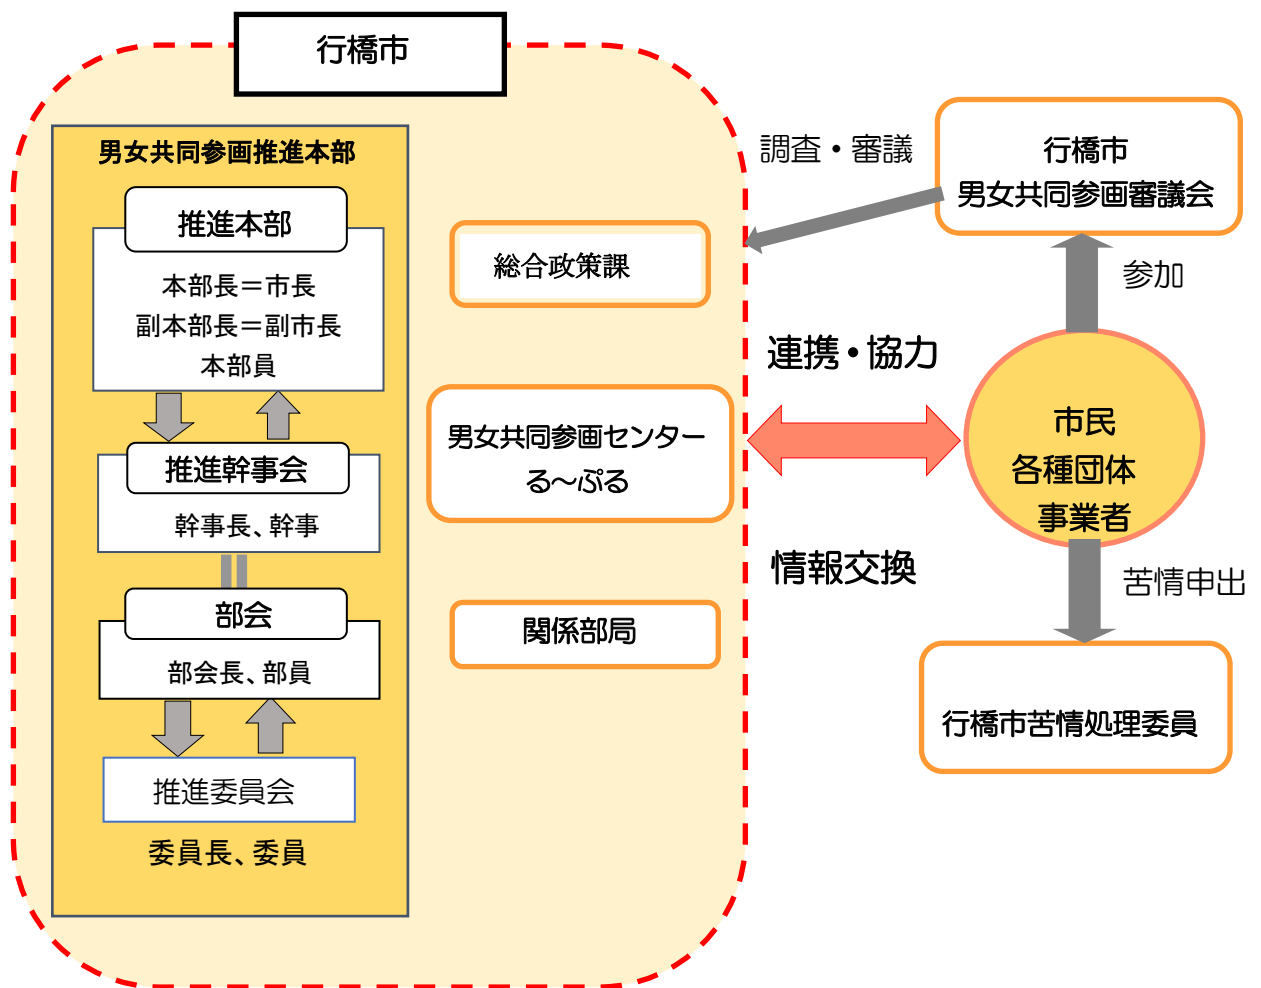 行橋市
男女共同参画推進本部
推進本部
本部長＝市長
副本部長＝副市長
本部員
推進幹事会
幹事長、幹事
部会
部会長、部員
推進委員会
委員長、委員
総合政策課
男女共同参画センター
る～ぷる
関係部局
調査・審議
連携・協力
情報交換
行橋市
男女共同参画審議会
参加
市民
各種団体
事業者
苦情申出
行橋市苦情処理委員